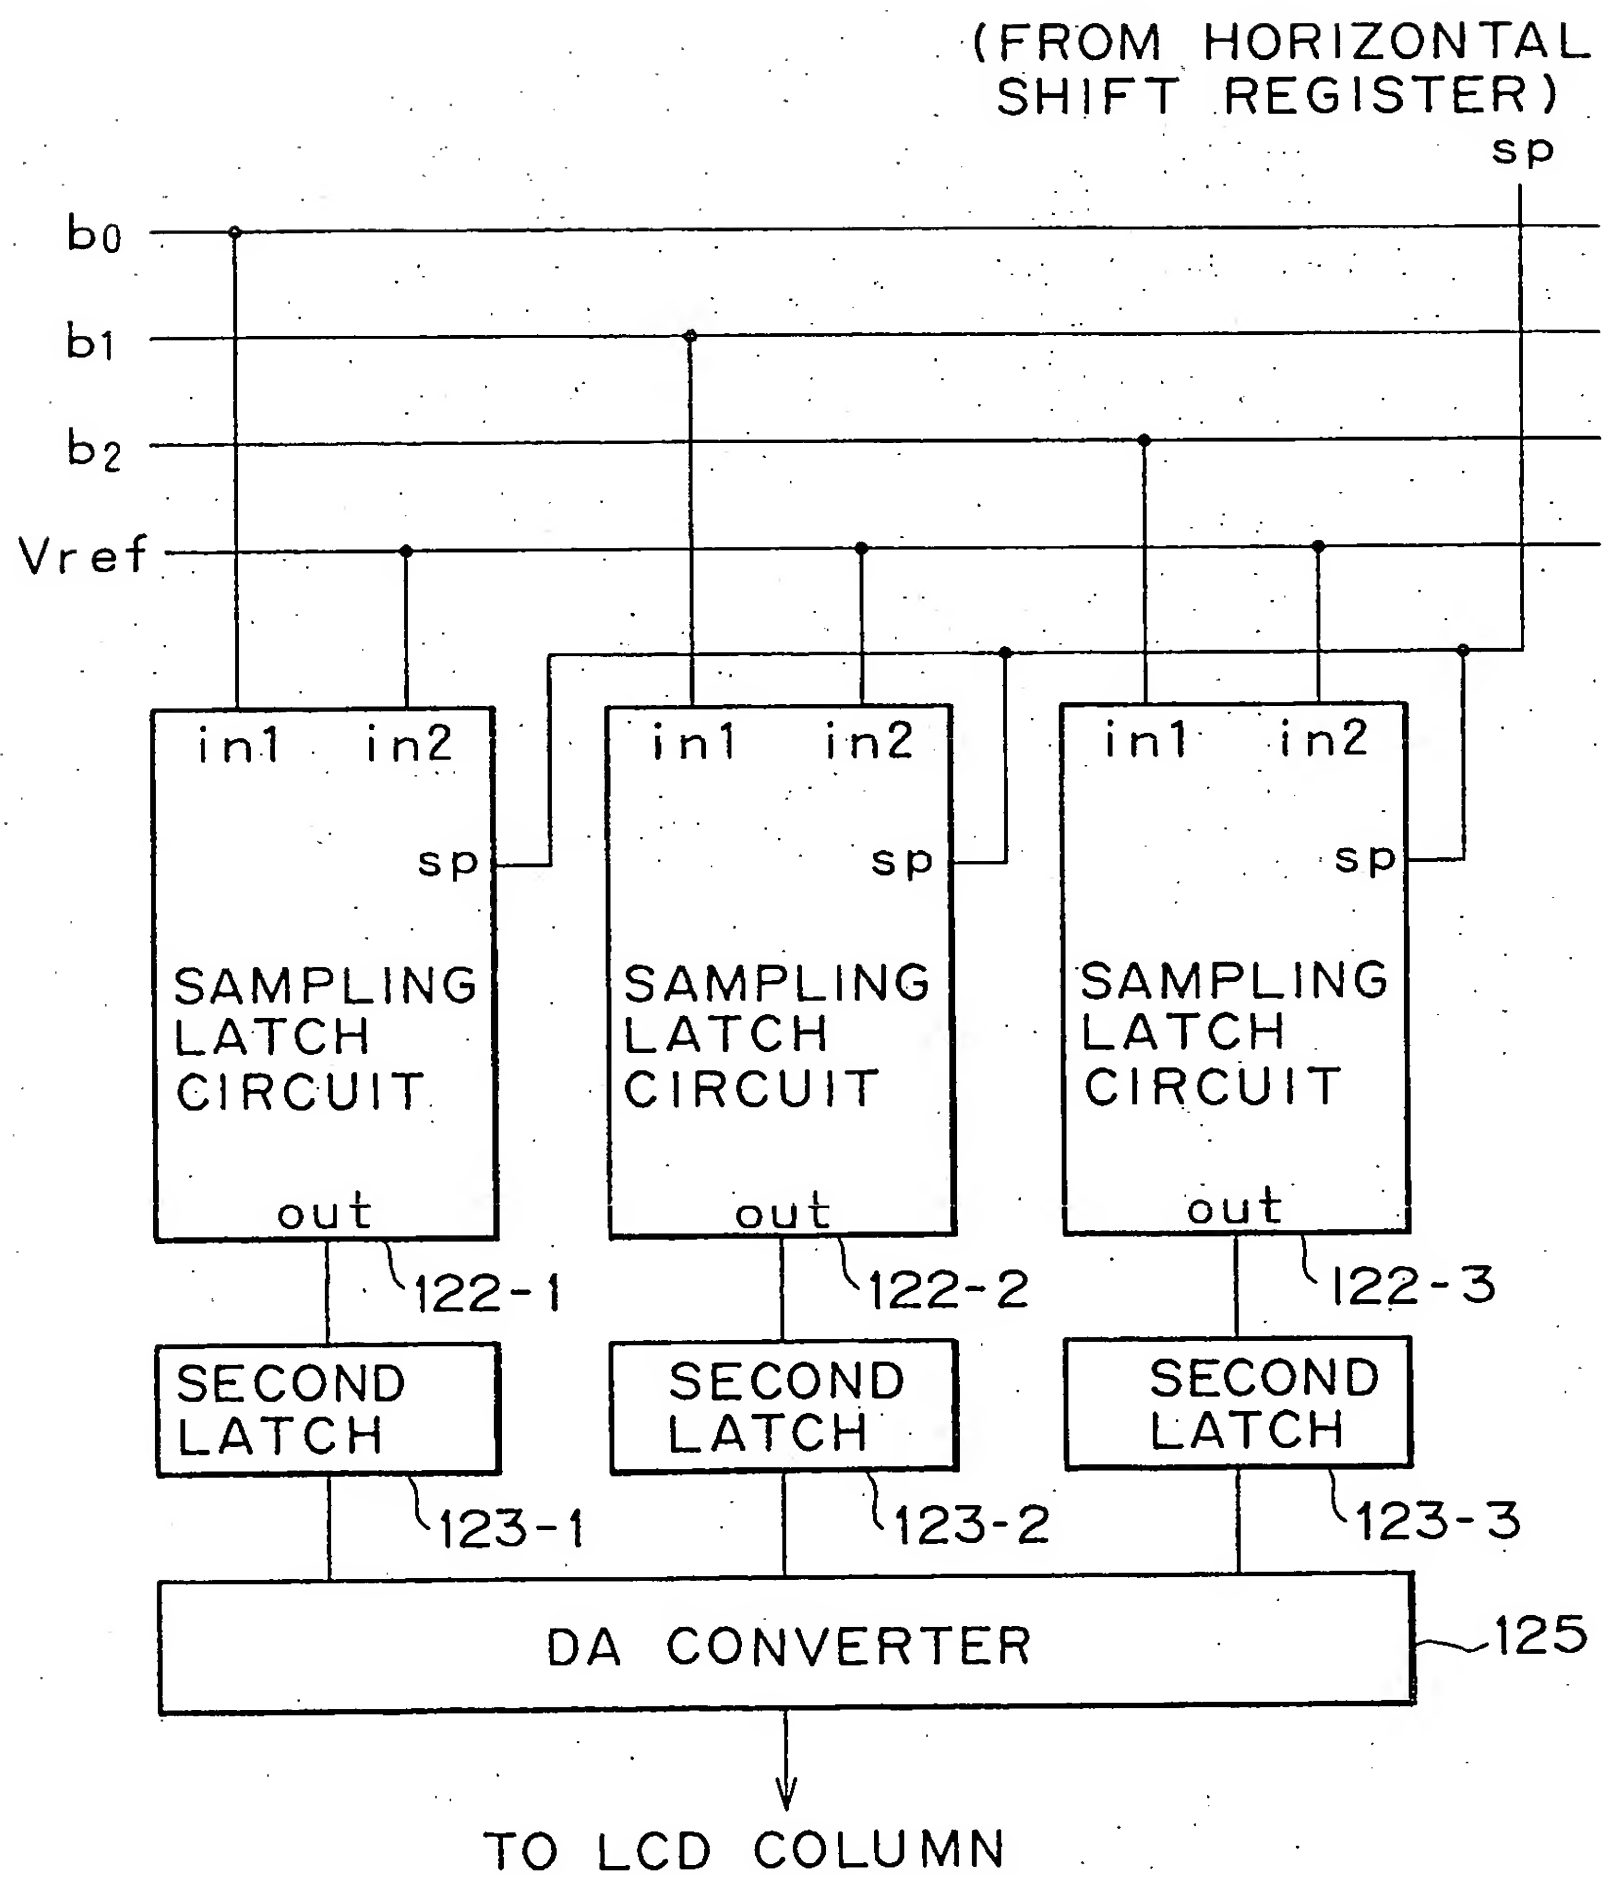 (FROM HORIZONTAL
SHIFT REGISTER)
sp
b0
b1
b2
Vref
in1 in2
in1 in2
in1 in2
sp
sp
sp
SAMPLING
LATCH
CIRCUIT
SAMPLING
LATCH
CIRCUIT
SAMPLING
LATCH
CIRCUIT
out
out
out
122-1
122-2
122-3
SECOND
LATCH
SECOND
LATCH
SECOND
LATCH
123-1
123-2
123-3
DA CONVERTER
125
TO LCD COLUMN